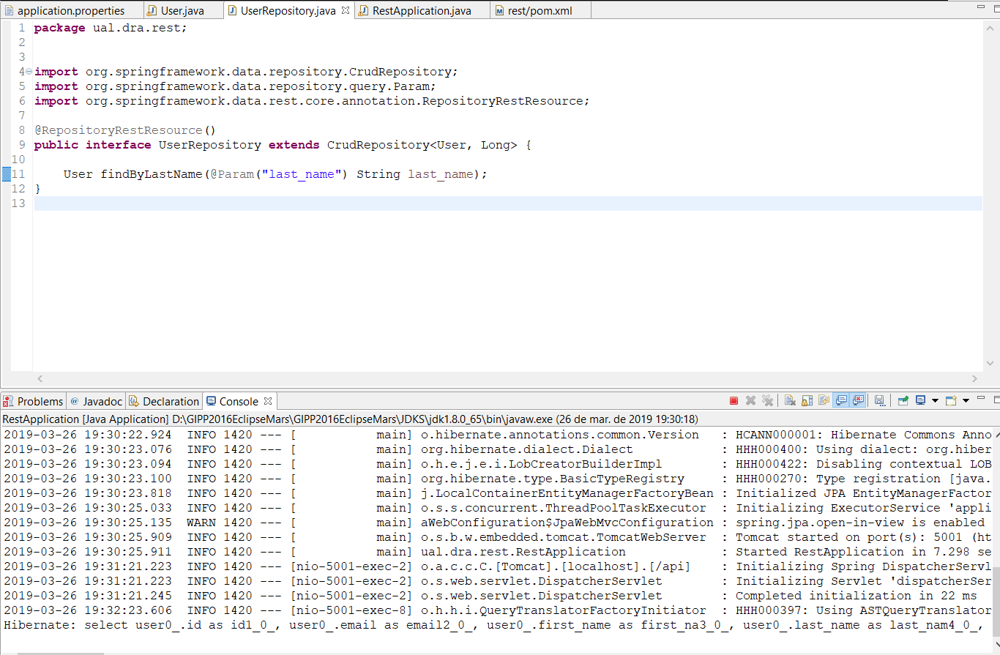 application.properties User.java UserRepository.java RestApplication.java rest/pom.xml
1 package ual.dra.rest;
2
3
4 import org.springframework.data.repository.CrudRepository;
5 import org.springframework.data.repository.query.Param;
6 import org.springframework.data.rest.core.annotation.RepositoryRestResource;
7
8 @RepositoryRestResource()
9 public interface UserRepository extends CrudRepository<User, Long> {
10
11 User findByLastName(@Param("last_name") String last_name);
12 }
13
Problems @ Javadoc Declaration Console
RestApplication [Java Application] D:\GIPP2016EclipseMars\GIPP2016EclipseMars\JDKS\jdk1.8.0_65\bin\javaw.exe (26 de mar. de 2019 19:30:18)
2019-03-26 19:30:22.924 INFO 1420 --- [ main] o.hibernate.annotations.common.Version : HCANN000001: Hibernate Commons Anno
2019-03-26 19:30:23.076 INFO 1420 --- [ main] org.hibernate.dialect.Dialect : HHH000400: Using dialect: org.hiber
2019-03-26 19:30:23.094 INFO 1420 --- [ main] o.h.e.j.e.i.LobCreatorBuilderImpl : HHH000422: Disabling contextual LOB
2019-03-26 19:30:23.100 INFO 1420 --- [ main] org.hibernate.type.BasicTypeRegistry : HHH000270: Type registration [java.
2019-03-26 19:30:23.818 INFO 1420 --- [ main] j.LocalContainerEntityManagerFactoryBean : Initialized JPA EntityManagerFactor
2019-03-26 19:30:25.033 INFO 1420 --- [ main] o.s.s.concurrent.ThreadPoolTaskExecutor : Initializing ExecutorService 'appli
2019-03-26 19:30:25.135 WARN 1420 --- [ main] aWebConfiguration$JpaWebMvcConfiguration : spring.jpa.open-in-view is enabled
2019-03-26 19:30:25.909 INFO 1420 --- [ main] o.s.b.w.embedded.tomcat.TomcatWebServer : Tomcat started on port(s): 5001 (ht
2019-03-26 19:30:25.911 INFO 1420 --- [ main] ual.dra.rest.RestApplication : Started RestApplication in 7.298 se
2019-03-26 19:31:21.223 INFO 1420 --- [nio-5001-exec-2] o.a.c.c.C.[Tomcat].[localhost].[/api] : Initializing Spring DispatcherServl
2019-03-26 19:31:21.223 INFO 1420 --- [nio-5001-exec-2] o.s.web.servlet.DispatcherServlet : Initializing Servlet 'dispatcherSer
2019-03-26 19:31:21.245 INFO 1420 --- [nio-5001-exec-2] o.s.web.servlet.DispatcherServlet : Completed initialization in 22 ms
2019-03-26 19:32:23.606 INFO 1420 --- [nio-5001-exec-8] o.h.h.i.QueryTranslatorFactoryInitiator : HHH000397: Using ASTQueryTranslator
Hibernate: select user0_.id as id1_0_, user0_.email as email2_0_, user0_.first_name as first_na3_0_, user0_.last_name as last_nam4_0_,